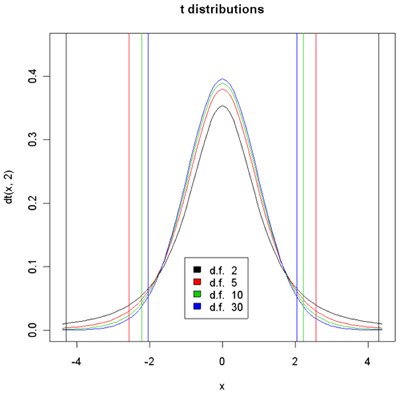 t distributions
dt(x, 2)
0.4
0.3
0.2
0.1
0.0
d.f. 2
d.f. 5
d.f. 10
d.f. 30
-4 -2 0 2 4
x